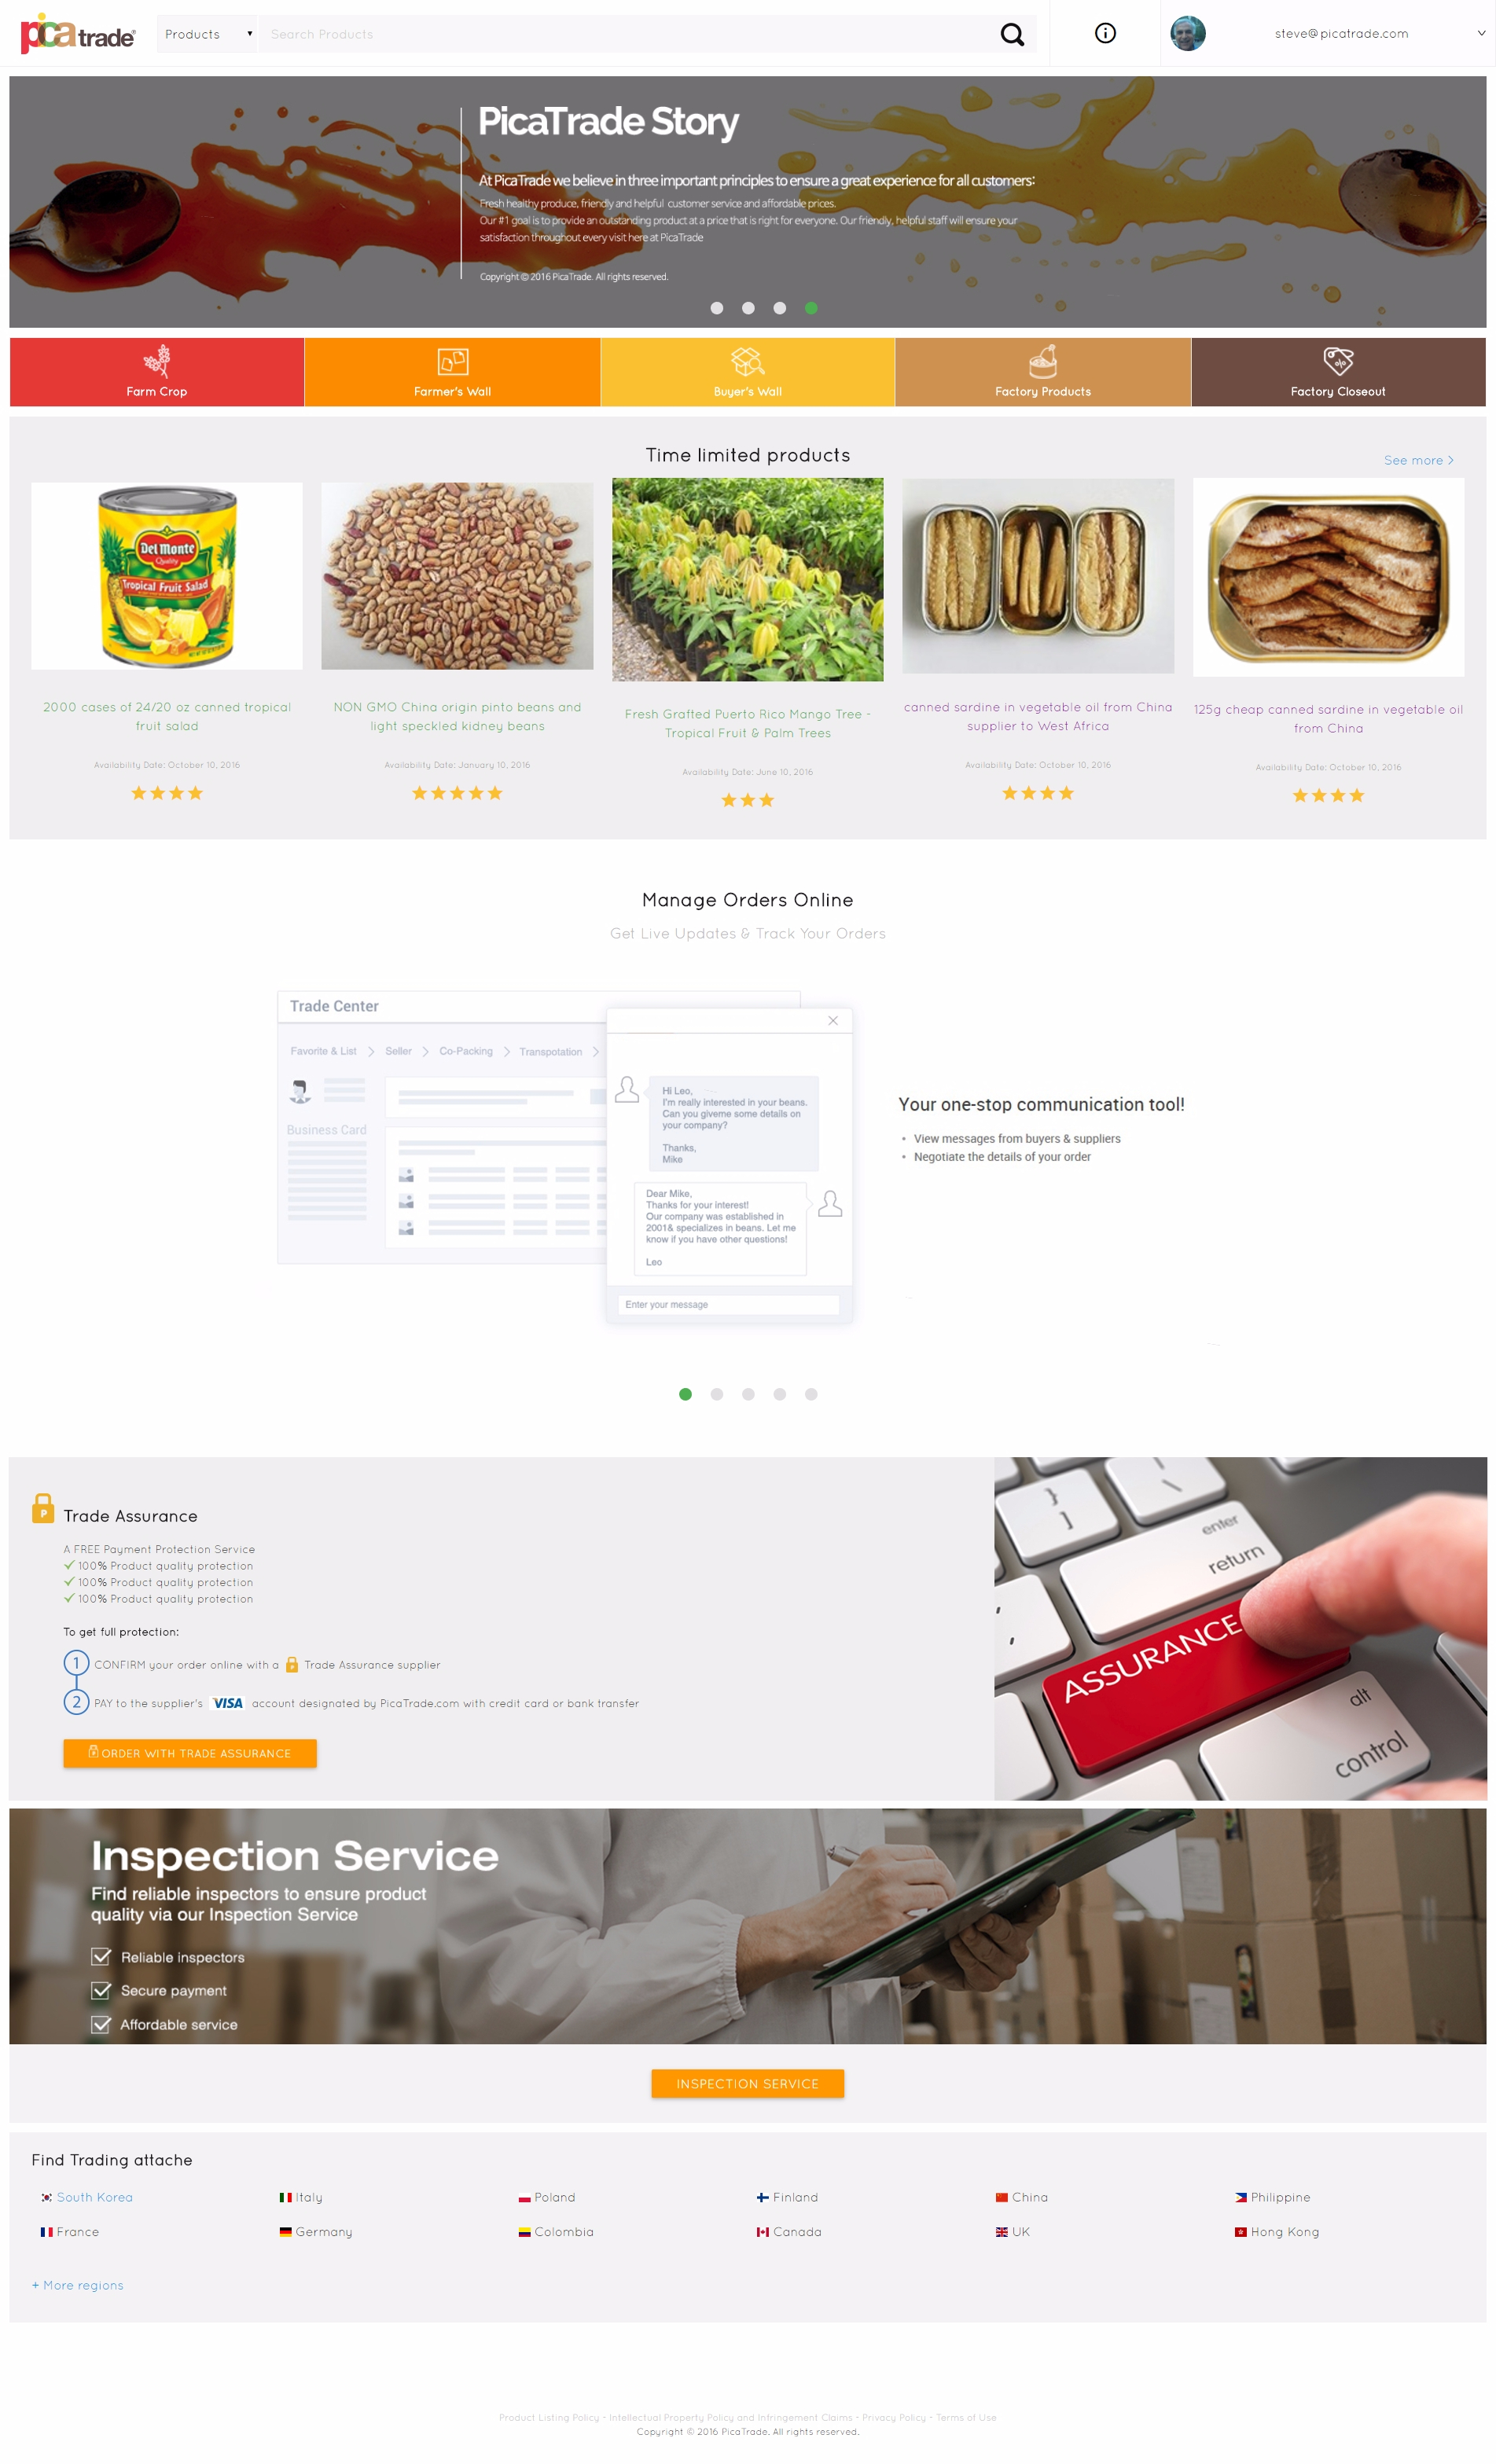 picatrade
Products
Search Products
steve@picatrade.com
PicaTrade Story
At PicaTrade we believe in three important principles to ensure a great experience for all customers:
Fresh healthy produce, friendly and helpful customer service and affordable prices.
Our #1 goal is to provide an outstanding product at a price that is right for everyone. Our friendly, helpful staff will ensure your
satisfaction throughout every visit here at PicaTrade
Copyright © 2016 PicaTrade. All rights reserved.
Farm Crop
Farmer's Wall
Buyer's Wall
Factory Products
%
Factory Closeout
Time limited products
See more >
Del Monte
Quality
Tropical Fruit Salad
2000 cases of 24/20 oz canned tropical
fruit salad
Availability Date: October 10, 2016
NON GMO China origin pinto beans and
light speckled kidney beans
Availability Date: January 10, 2016
Fresh Grafted Puerto Rico Mango Tree -
Tropical Fruit & Palm Trees
Availability Date: June 10, 2016
canned sardine in vegetable oil from China
supplier to West Africa
Availability Date: October 10, 2016
125g cheap canned sardine in vegetable oil
from China
Availability Date: October 10, 2016
Manage Orders Online
Get Live Updates & Track Your Orders
Trade Center
Favorite & List > Seller > Co-Packing > Transpotation >
Business Card
Hi Leo,
I'm really interested in your beans.
Can you giveme some details on
your company?
Thanks,
Mike
Dear Mike,
Thanks for your interest!
Our company was established in
2001& specializes in beans. Let me
know if you have other questions!
Leo
Enter your message
Your one-stop communication tool!
• View messages from buyers & suppliers
• Negotiate the details of your order
P
Trade Assurance
A FREE Payment Protection Service
100% Product quality protection
100% Product quality protection
100% Product quality protection
To get full protection:
1 CONFIRM your order online with a Trade Assurance supplier
2 PAY to the supplier's VISA account designated by PicaTrade.com with credit card or bank transfer
ORDER WITH TRADE ASSURANCE
}
]
enter
return
ASSURANCE
alt
control
Inspection Service
Find reliable inspectors to ensure product
quality via our Inspection Service
Reliable inspectors
Secure payment
Affordable service
INSPECTION SERVICE
Find Trading attache
South Korea
Italy
Poland
Finland
China
Philippine
France
Germany
Colombia
Canada
UK
Hong Kong
+ More regions
Product Listing Policy - Intellectual Property Policy and Infringement Claims - Privacy Policy - Terms of Use
Copyright © 2016 PicaTrade. All rights reserved.